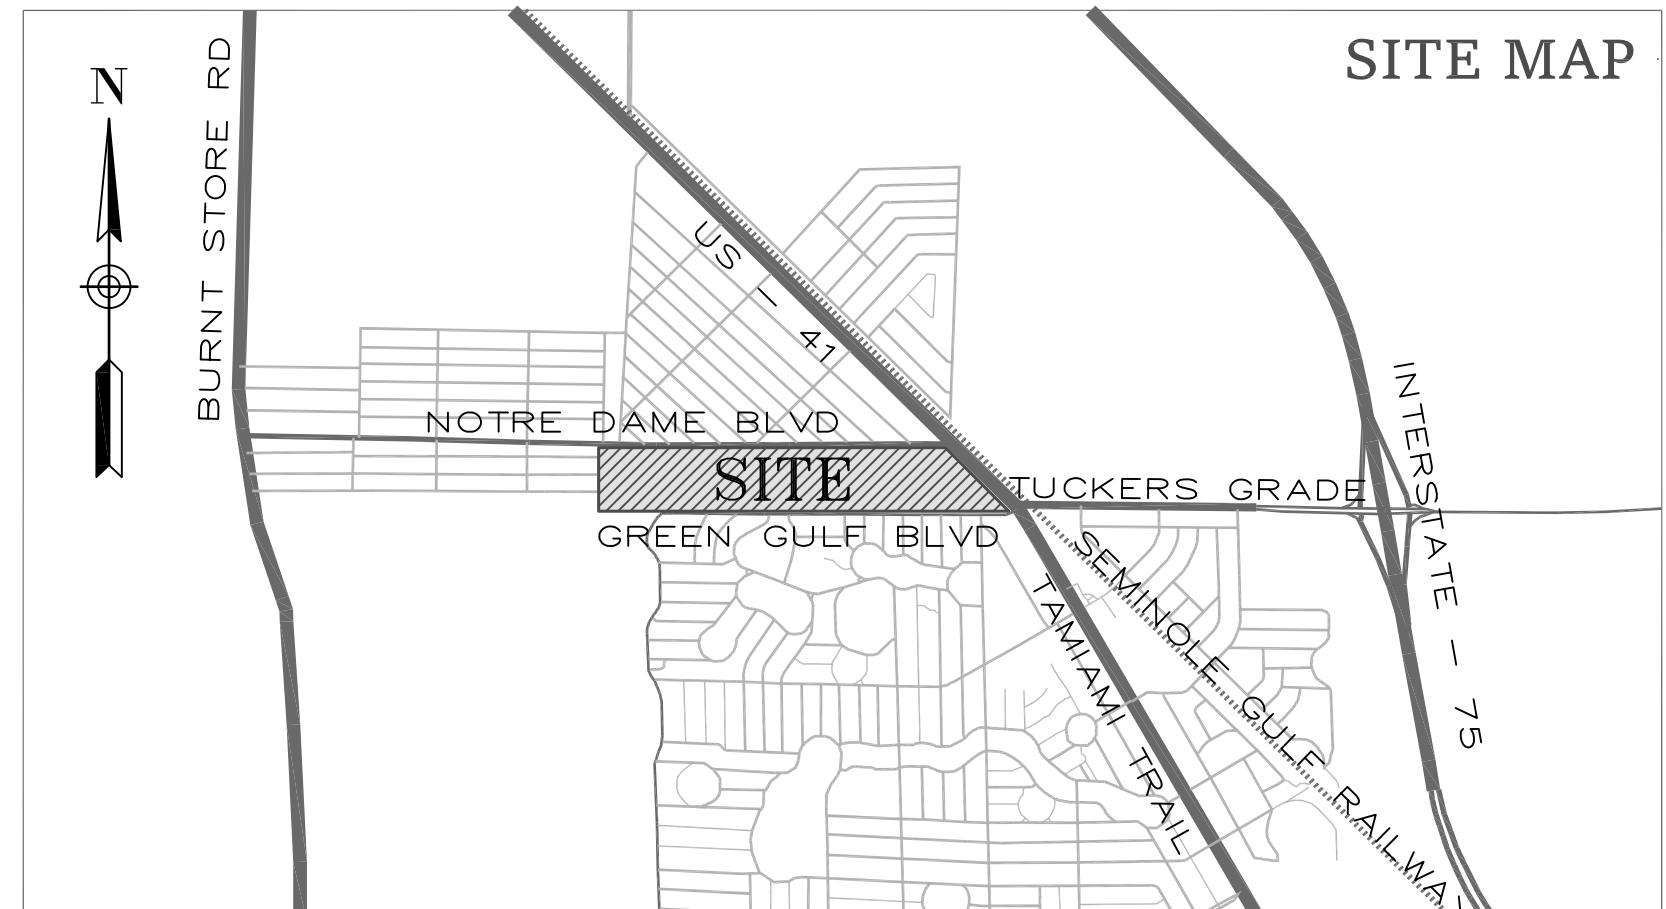 SITE MAP
N
BURNT STORE RD
US - 41
INTERSTATE - 75
NOTRE DAME BLVD
SITE
TUCKERS GRADE
GREEN GULF BLVD
SEMINOLE GULF RAILWA
TAMIAMI TRAIL